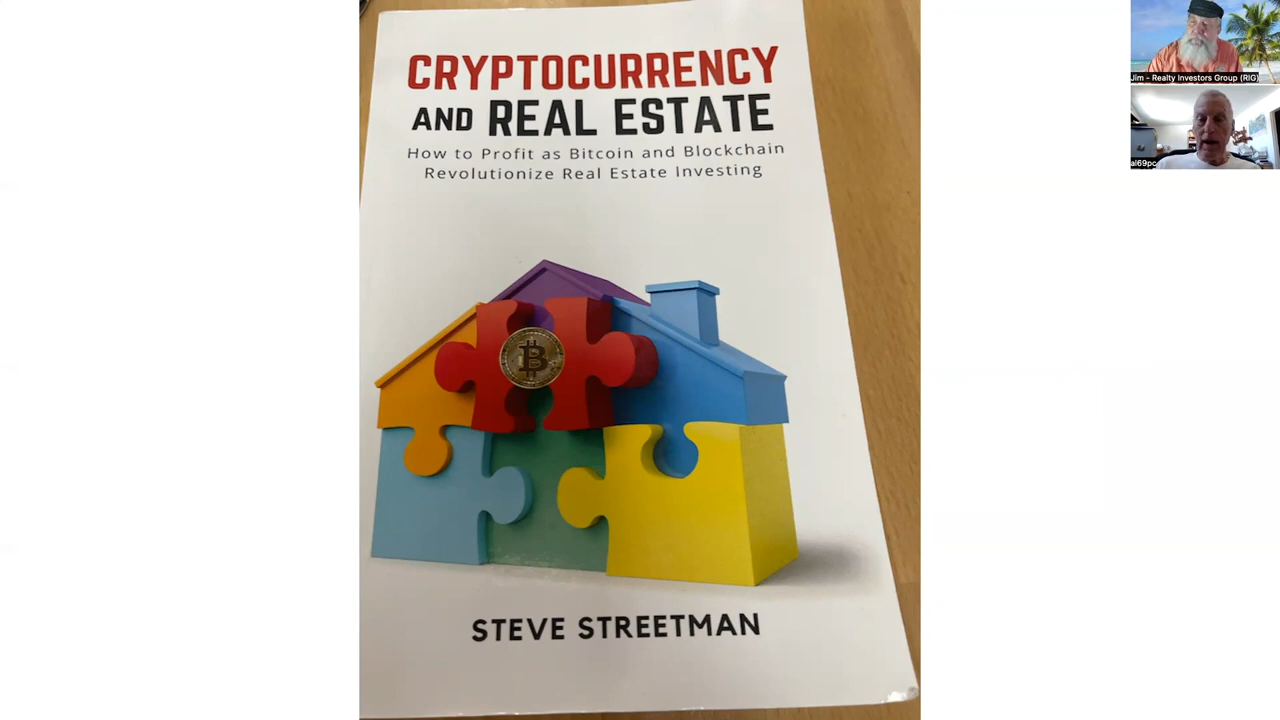 CRYPTOCURRENCY
AND REAL ESTATE
How to Profit as Bitcoin and Blockchain
Revolutionize Real Estate Investing
B
STEVE STREETMAN
Jim - Realty Investors Group (RIG)
al69pc